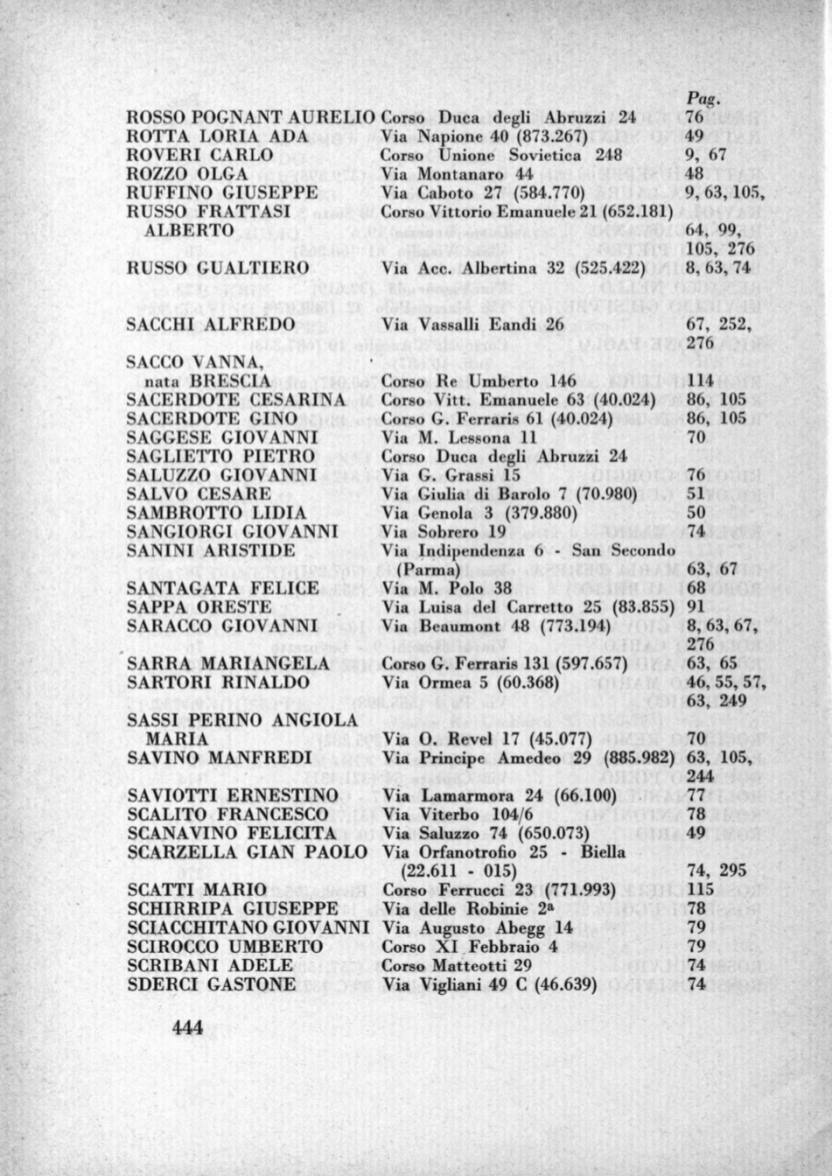 Pag.
ROSSO POGNANT AURELIO Corso Duca degli Abruzzi 24 76
ROTTA LORIA ADA Via Napione 40 (873.267) 49
ROVERI CARLO Corso Unione Sovietica 248 9, 67
ROZZO OLGA Via Montanaro 44 48
RUFFINO GIUSEPPE Via Caboto 27 (584.770) 9, 63, 105,
RUSSO FRATTASI Corso Vittorio Emanuele 21 (652.181)
ALBERTO 64, 99,
105, 276
RUSSO GUALTIERO Via Acc. Albertina 32 (525.422) 8, 63, 74
SACCHI ALFREDO Via Vassalli Eandi 26 67, 252,
276
SACCO VANNA,
nata BRESCIA Corso Re Umberto 146 114
SACERDOTE CESARINA Corso Vitt. Emanuele 63 (40.024) 86, 105
SACERDOTE GINO Corso G. Ferraris 61 (40.024) 86, 105
SAGGESE GIOVANNI Via M. Lessona 11 70
SAGLIETTO PIETRO Corso Duca degli Abruzzi 24
SALUZZO GIOVANNI Via G. Grassi 15 76
SALVO CESARE Via Giulia di Barolo 7 (70.980) 51
SAMBROTTO LIDIA Via Genola 3 (379.880) 50
SANGIORGI GIOVANNI Via Sobrero 19 74
SANINI ARISTIDE Via Indipendenza 6 - San Secondo
(Parma) 63, 67
SANTAGATA FELICE Via M. Polo 38 68
SAPPA ORESTE Via Luisa del Carretto 25 (83.855) 91
SARACCO GIOVANNI Via Beaumont 48 (773.194) 8, 63, 67,
276
SARRA MARIANGELA Corso G. Ferraris 131 (597.657) 63, 65
SARTORI RINALDO Via Ormea 5 (60.368) 46, 55, 57,
63, 249
SASSI PERINO ANGIOLA
MARIA Via O. Revel 17 (45.077) 70
SAVINO MANFREDI Via Principe Amedeo 29 (885.982) 63, 105,
244
SAVIOTTI ERNESTINO Via Lamarmora 24 (66.100) 77
SCALITO FRANCESCO Via Viterbo 104/6 78
SCANAVINO FELICITA Via Saluzzo 74 (650.073) 49
SCARZELLA GIAN PAOLO Via Orfanotrofio 25 - Biella
(22.611 - 015) 74, 295
SCATTI MARIO Corso Ferrucci 23 (771.993) 115
SCHIRRIPA GIUSEPPE Via delle Robinie 2ª 78
SCIACCHITANO GIOVANNI Via Augusto Abegg 14 79
SCIROCCO UMBERTO Corso XI Febbraio 4 79
SCRIBANI ADELE Corso Matteotti 29 74
SDERCI GASTONE Via Vigliani 49 C (46.639) 74
444